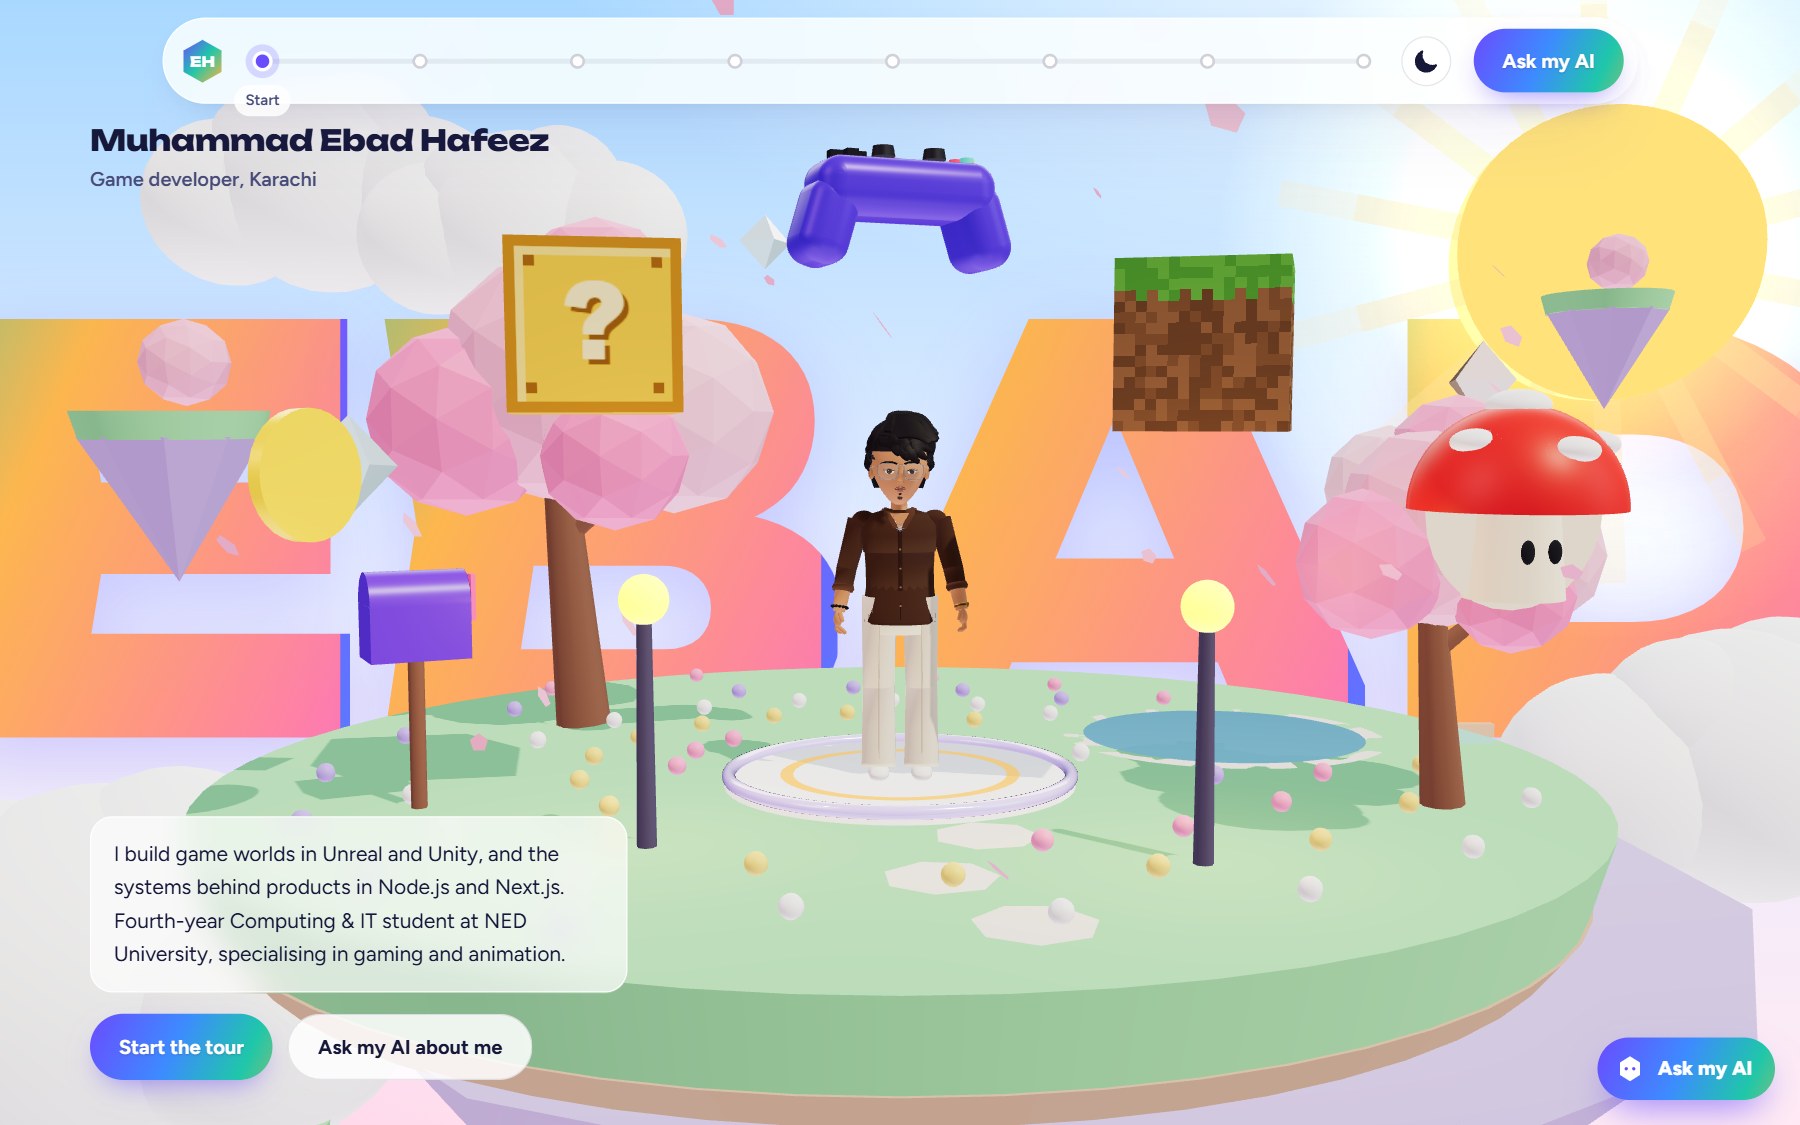 EH
Start
Ask my AI
Muhammad Ebad Hafeez
Game developer, Karachi
?
EBAD
I build game worlds in Unreal and Unity, and the
systems behind products in Node.js and Next.js.
Fourth-year Computing & IT student at NED
University, specialising in gaming and animation.
Start the tour
Ask my AI about me
Ask my AI